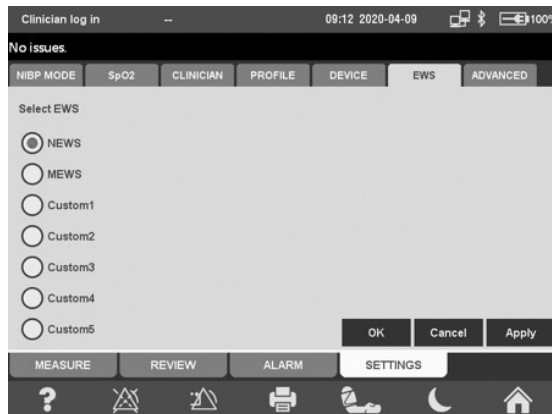 Clinician log in -- 09:12 2020-04-09 100%
No issues.
NIBP MODE SpO2 CLINICIAN PROFILE DEVICE EWS ADVANCED
Select EWS
NEWS
MEWS
Custom1
Custom2
Custom3
Custom4
Custom5
OK Cancel Apply
MEASURE REVIEW ALARM SETTINGS
?